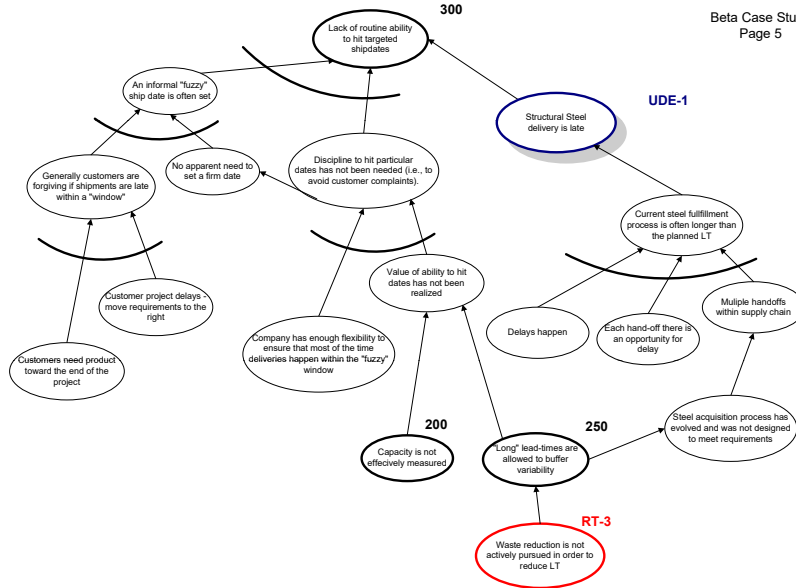 300
Beta Case Stu
Page 5
Lack of routine ability
to hit targeted
shipdates
An informal "fuzzy"
ship date is often set
UDE-1
Structural Steel
delivery is late
Generally customers are
forgiving if shipments are late
within a "window"
No apparent need to
set a firm date
Discipline to hit particular
dates has not been needed (i.e., to
avoid customer complaints).
Current steel fullfillment
process is often longer than
the planned LT
Customer project delays -
move requirements to the
right
Value of ability to hit
dates has not been
realized
Muliple handoffs
within supply chain
Delays happen
Each hand-off there is
an opportunity for
delay
Customers need product
toward the end of the
project
Company has enough flexibility to
ensure that most of the time
deliveries happen within the "fuzzy"
window
200
250
Steel acquisition process has
evolved and was not designed
to meet requirements
Capacity is not
effecively measured
"Long" lead-times are
allowed to buffer
variability
RT-3
Waste reduction is not
actively pursued in order to
reduce LT